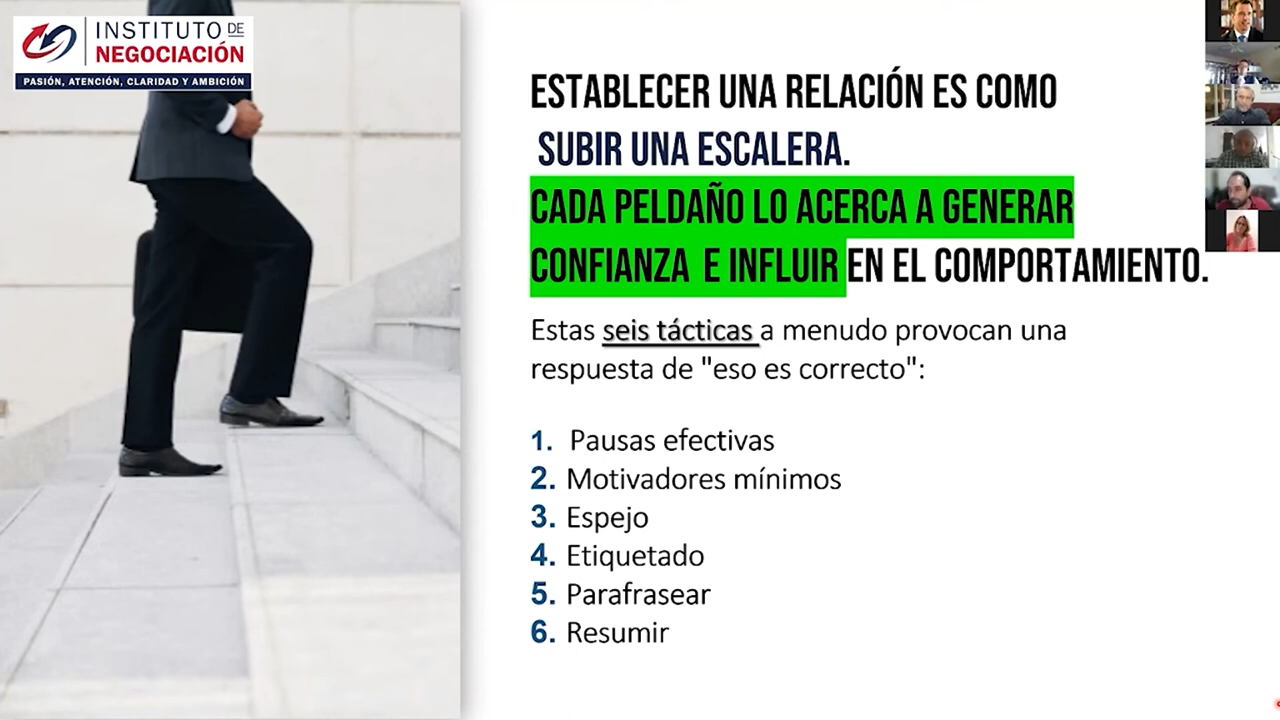 INSTITUTO DE
NEGOCIACIÓN
PASIÓN, ATENCIÓN, CLARIDAD Y AMBICIÓN
ESTABLECER UNA RELACIÓN ES COMO
SUBIR UNA ESCALERA.
CADA PELDAÑO LO ACERCA A GENERAR
CONFIANZA E INFLUIR EN EL COMPORTAMIENTO.
Estas seis tácticas a menudo provocan una
respuesta de "eso es correcto":
1. Pausas efectivas
2. Motivadores mínimos
3. Espejo
4. Etiquetado
5. Parafrasear
6. Resumir